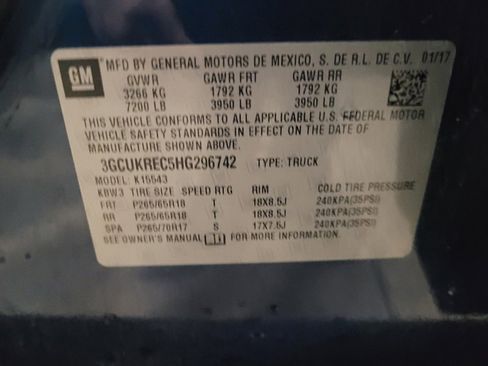 GM
MFD BY GENERAL MOTORS DE MEXICO, S. DE R.L. DE C.V. 01/17
GVWR GAWR FRT GAWR RR
3266 KG 1792 KG 1792 KG
7200 LB 3950 LB 3950 LB
THIS VEHICLE CONFORMS TO ALL APPLICABLE U.S. FEDERAL MOTOR
VEHICLE SAFETY STANDARDS IN EFFECT ON THE DATE OF
MANUFACTURE SHOWN ABOVE.
3GCUKREC5HG296742 TYPE: TRUCK
MODEL: K15543
KBW3 TIRE SIZE SPEED RTG RIM COLD TIRE PRESSURE
FRT P265/65R18 T 18X8.5J 240KPA(35PSI)
RR P265/65R18 T 18X8.5J 240KPA(35PSI)
SPA P265/70R17 S 17X7.5J 240KPA(35PSI)
SEE OWNER'S MANUAL FOR MORE INFORMATION.